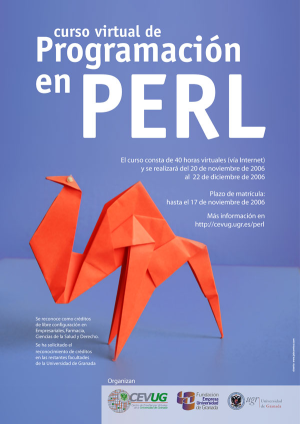 curso virtual de
Programación
en PERL
El curso consta de 40 horas virtuales (vía Internet)
y se realizará del 20 de noviembre de 2006
al 22 de diciembre de 2006
Plazo de matrícula:
hasta el 17 de noviembre de 2006
Más información en
http://cevug.ugr.es/perl
Se reconoce como créditos
de libre configuración en
Empresariales, Farmacia,
Ciencias de la Salud y Derecho.
Se ha solicitado el
reconocimiento de créditos
en las restantes facultades
de la Universidad de Granada
Organizan
CEVUG
Fundación
Empresa
Universidad
de Granada
ugr
Universidad
de Granada